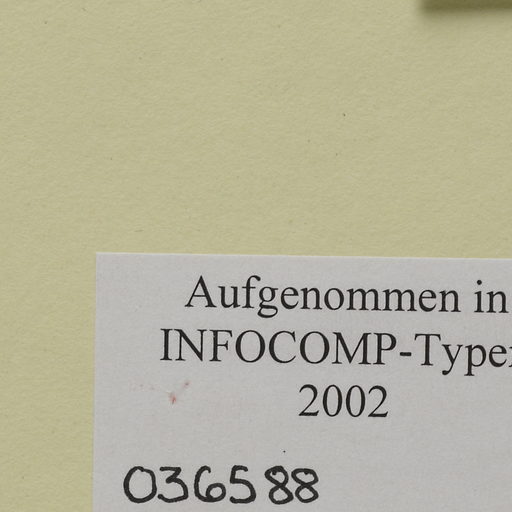 Aufgenommen in
INFOCOMP-Type
2002
036588